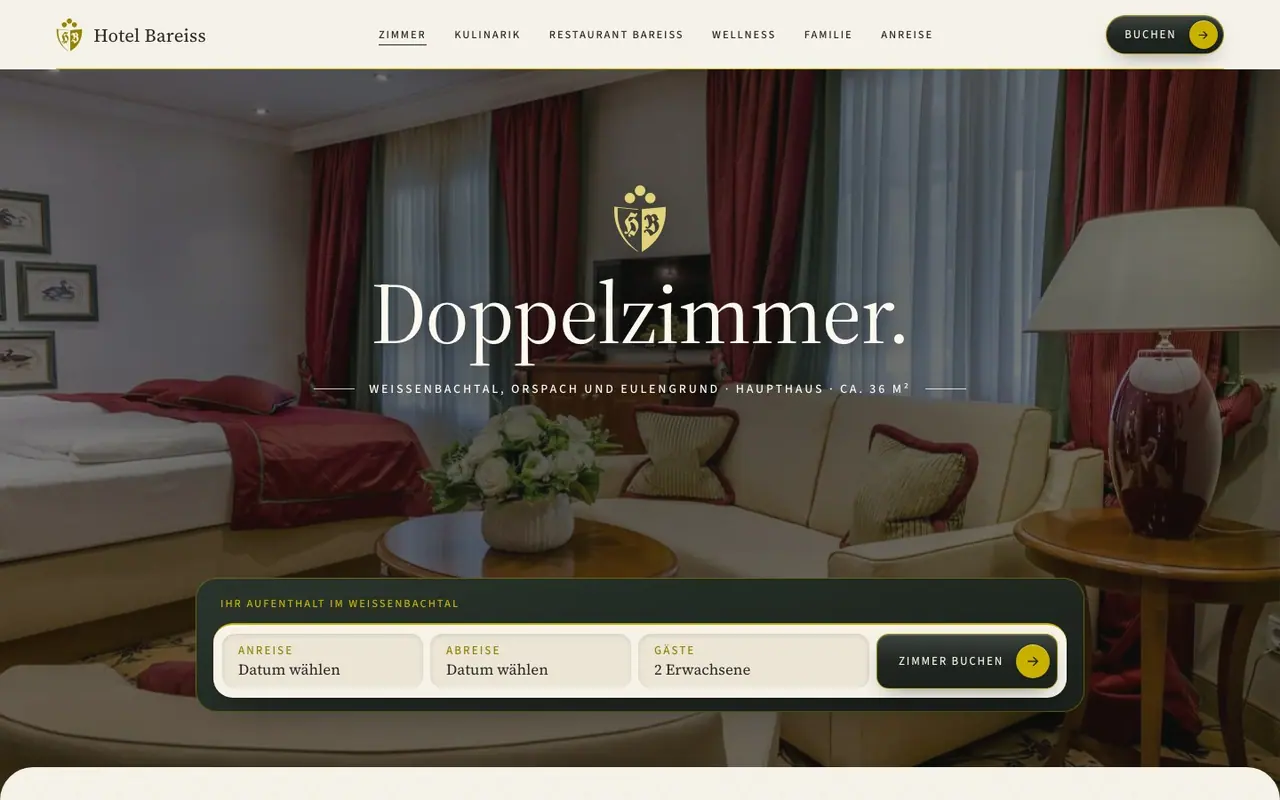 Hotel Bareiss
ZIMMER KULINARIK RESTAURANT BAREISS WELLNESS FAMILIE ANREISE
BUCHEN →
HB
Doppelzimmer.
WEISSENBACHTAL, ORSPACH UND EULENGRUND · HAUPTHAUS · CA. 36 M²
IHR AUFENTHALT IM WEISSENBACHTAL
ANREISE
Datum wählen
ABREISE
Datum wählen
GÄSTE
2 Erwachsene
ZIMMER BUCHEN →